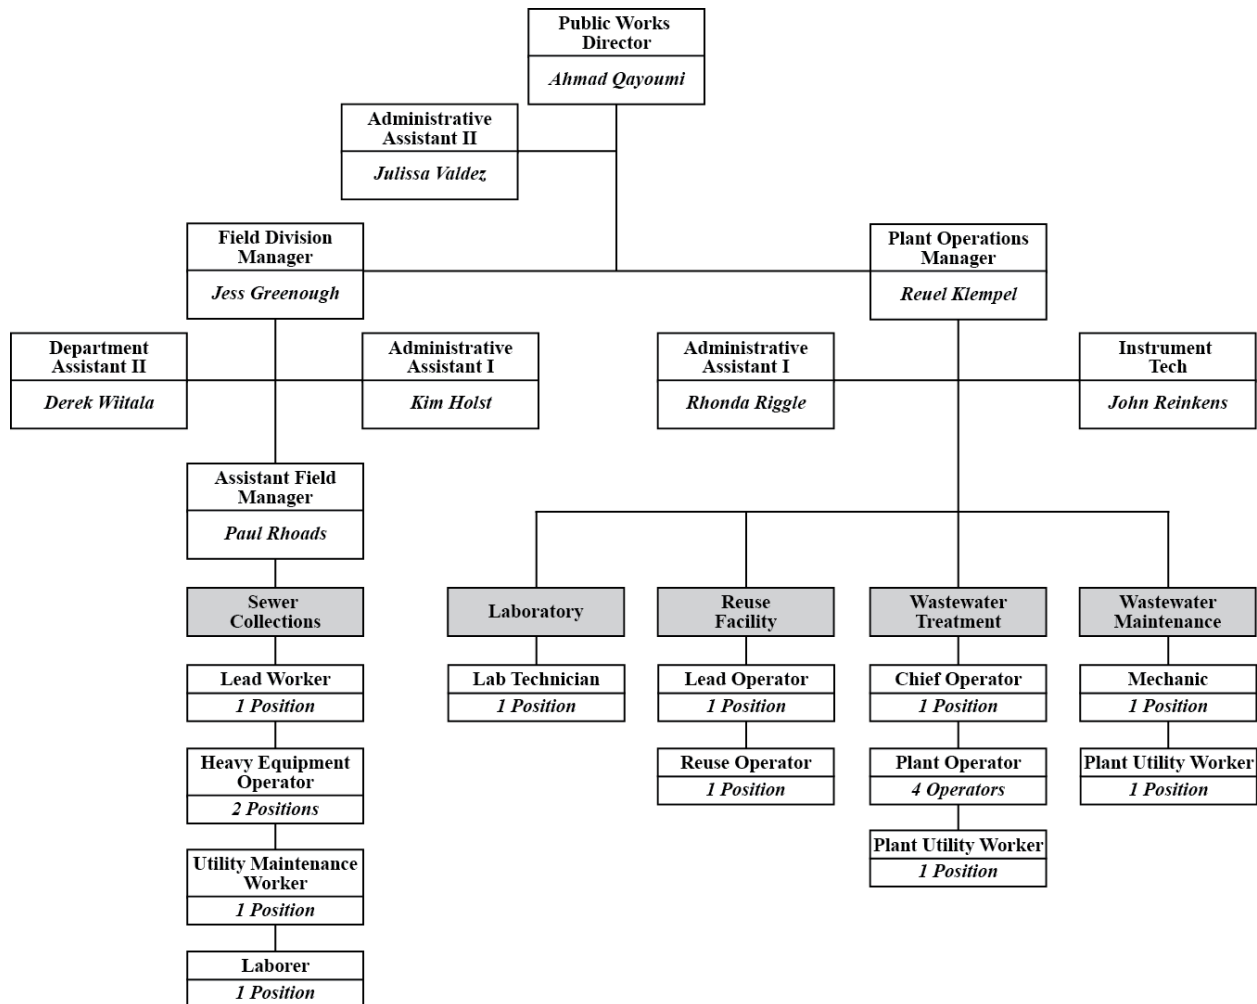 Public Works
Director
Ahmad Qayoumi
Administrative
Assistant II
Julissa Valdez
Field Division
Manager
Jess Greenough
Plant Operations
Manager
Reuel Klempel
Department
Assistant II
Derek Wiitala
Administrative
Assistant I
Kim Holst
Administrative
Assistant I
Rhonda Riggle
Instrument
Tech
John Reinkens
Assistant Field
Manager
Paul Rhoads
Sewer
Collections
Lead Worker
1 Position
Heavy Equipment
Operator
2 Positions
Utility Maintenance
Worker
1 Position
Laborer
1 Position
Laboratory
Lab Technician
1 Position
Reuse
Facility
Lead Operator
1 Position
Reuse Operator
1 Position
Wastewater
Treatment
Chief Operator
1 Position
Plant Operator
4 Operators
Plant Utility Worker
1 Position
Wastewater
Maintenance
Mechanic
1 Position
Plant Utility Worker
1 Position